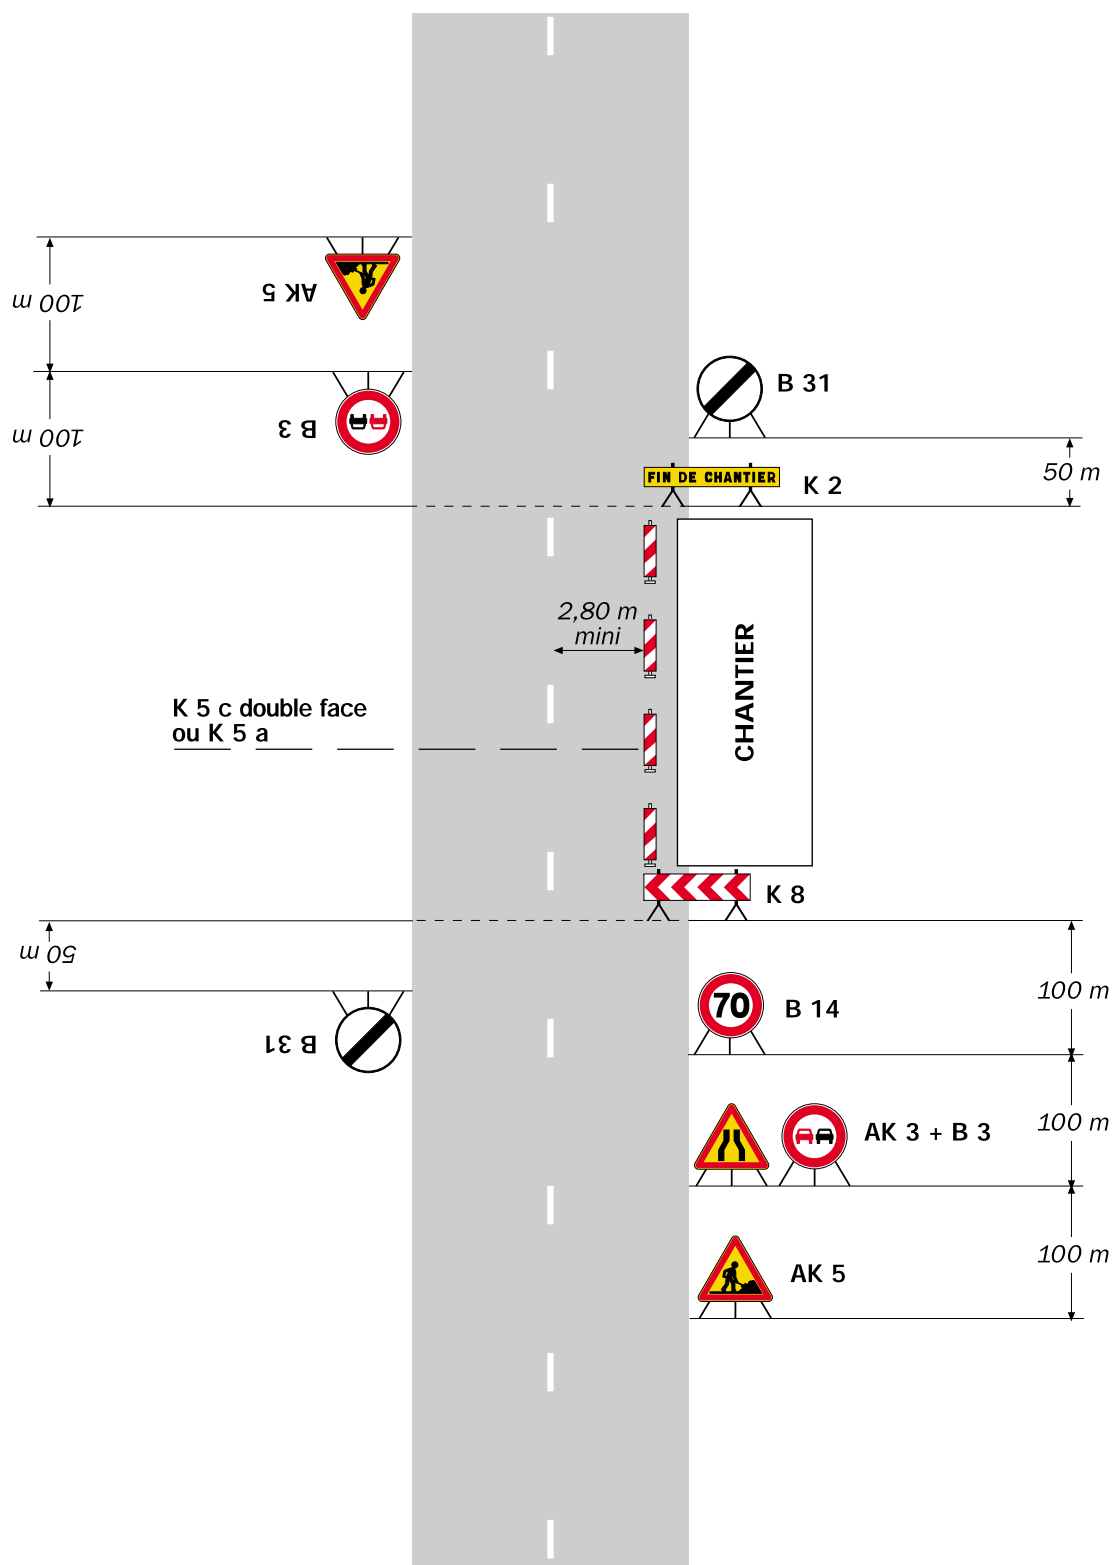 AK 5
100 m
B 31
B 3
100 m
50 m
FIN DE CHANTIER
K 2
2,80 m
mini
CHANTIER
K 5 c double face
ou K 5 a
K 8
50 m
100 m
70
B 14
B 31
100 m
AK 3 + B 3
100 m
AK 5